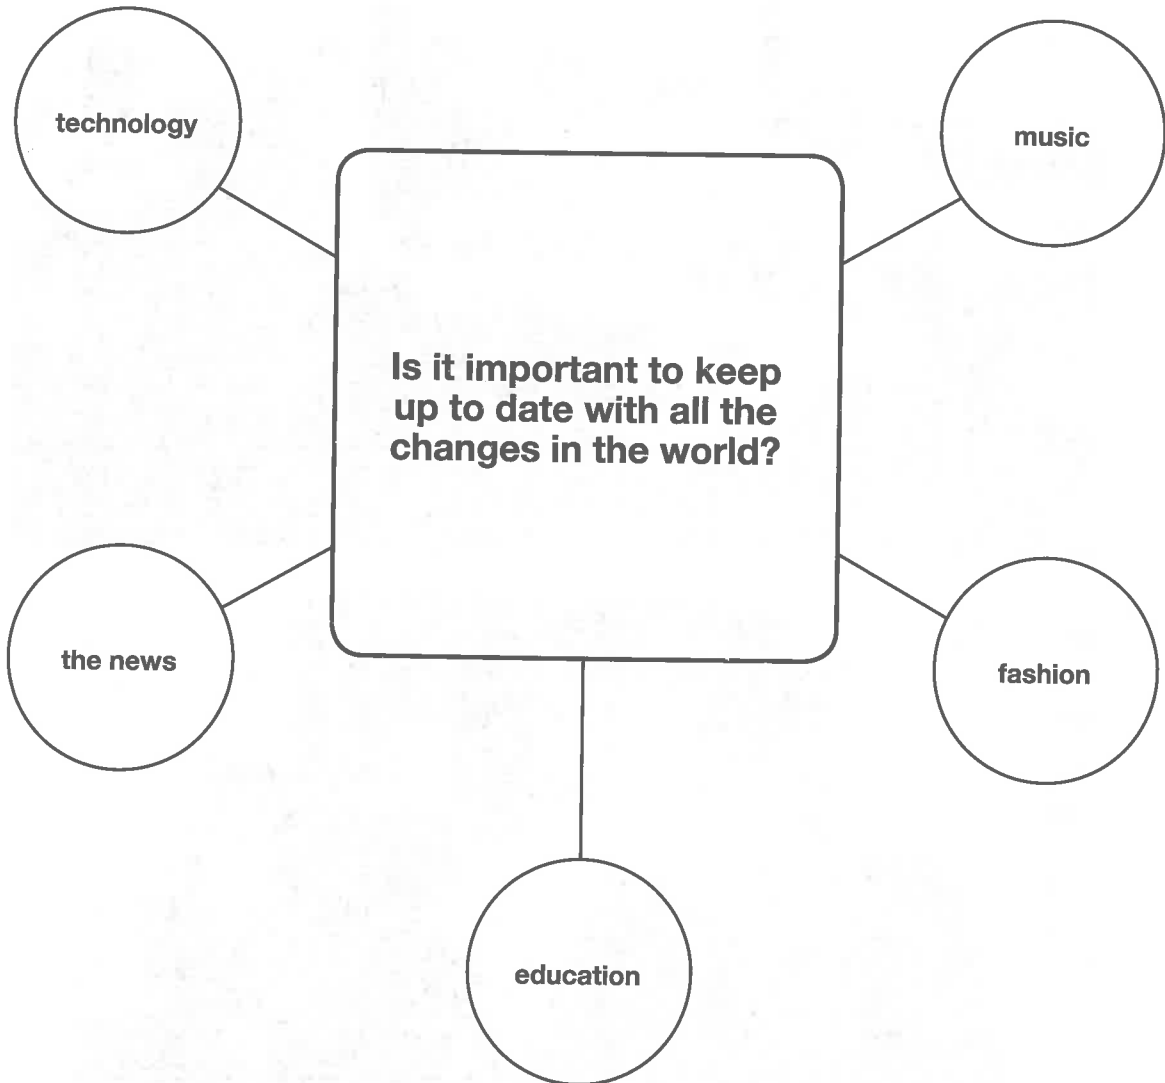 technology
music
Is it important to keep
up to date with all the
changes in the world?
the news
fashion
education